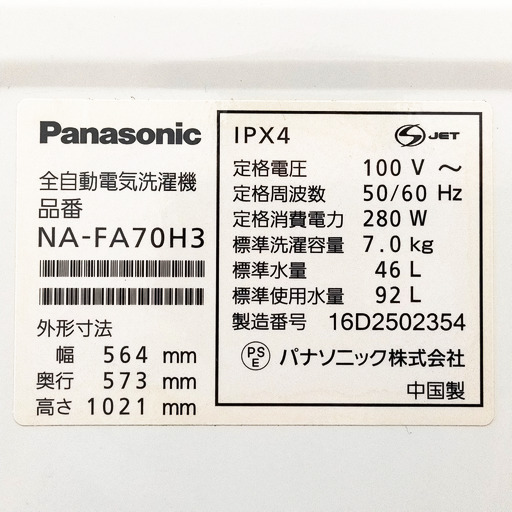 Panasonic
全自動電気洗濯機
品番
NA-FA70H3
外形寸法
幅 564 mm
奥行 573 mm
高さ 1021 mm
IPX4
S JET
定格電圧 100 V ～
定格周波数 50/60 Hz
定格消費電力 280 W
標準洗濯容量 7.0 kg
標準水量 46 L
標準使用水量 92 L
製造番号 16D2502354
PSE パナソニック株式会社
中国製